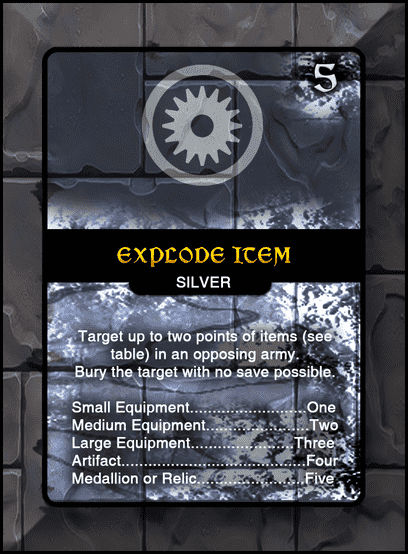 5
EXPLODE ITEM
SILVER
Target up to two points of items (see
table) in an opposing army.
Bury the target with no save possible.
Small Equipment..........................One
Medium Equipment.......................Two
Large Equipment.......................Three
Artifact.........................................Four
Medallion or Relic........................Five